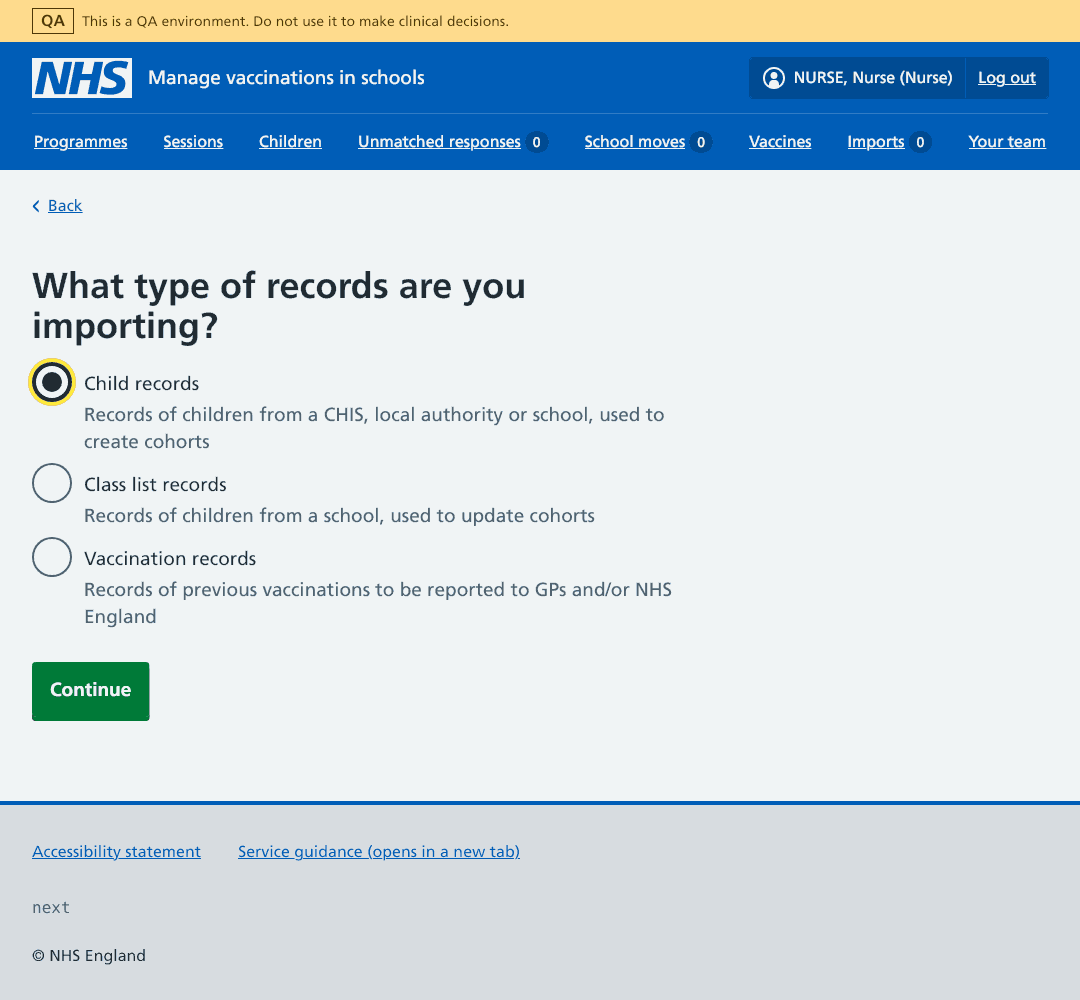 QA This is a QA environment. Do not use it to make clinical decisions.
NHS Manage vaccinations in schools NURSE, Nurse (Nurse) Log out
Programmes Sessions Children Unmatched responses 0 School moves 0 Vaccines Imports 0 Your team
Back
What type of records are you
importing?
Child records
Records of children from a CHIS, local authority or school, used to
create cohorts
Class list records
Records of children from a school, used to update cohorts
Vaccination records
Records of previous vaccinations to be reported to GPs and/or NHS
England
Continue
Accessibility statement Service guidance (opens in a new tab)
next
© NHS England